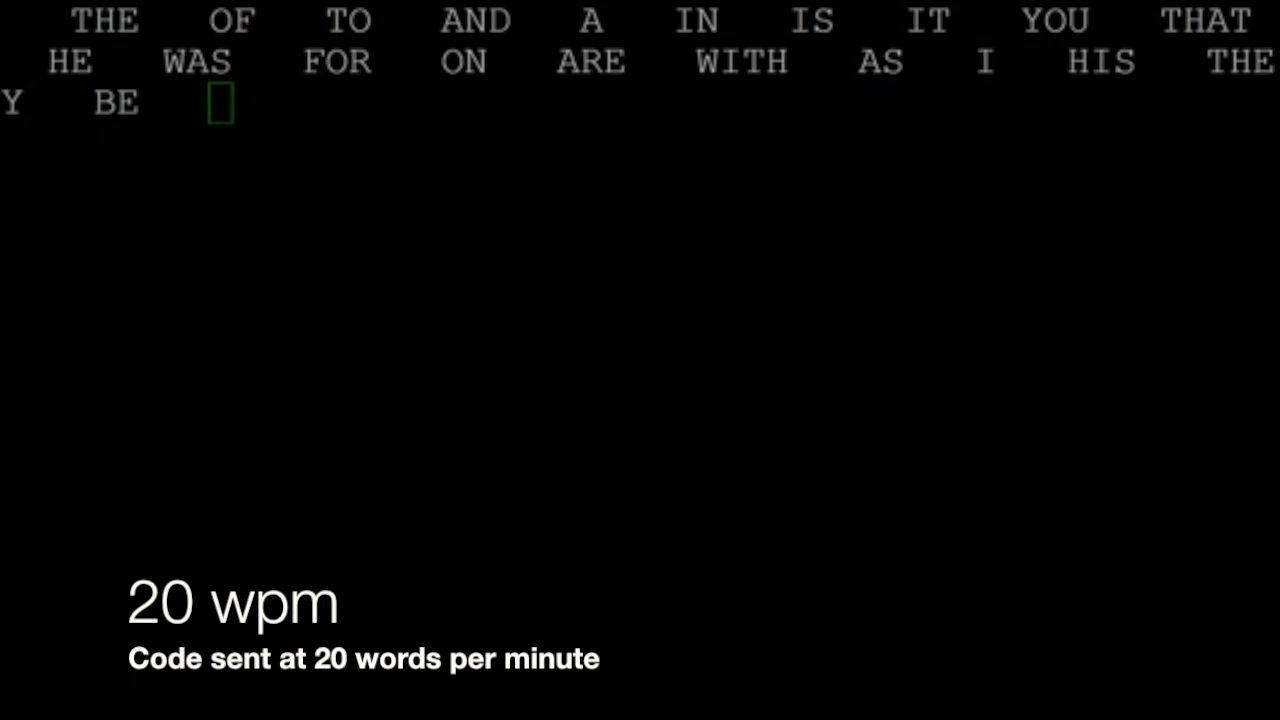 THE OF TO AND A IN IS IT YOU THAT
HE WAS FOR ON ARE WITH AS I HIS THE
Y BE
20 wpm
Code sent at 20 words per minute